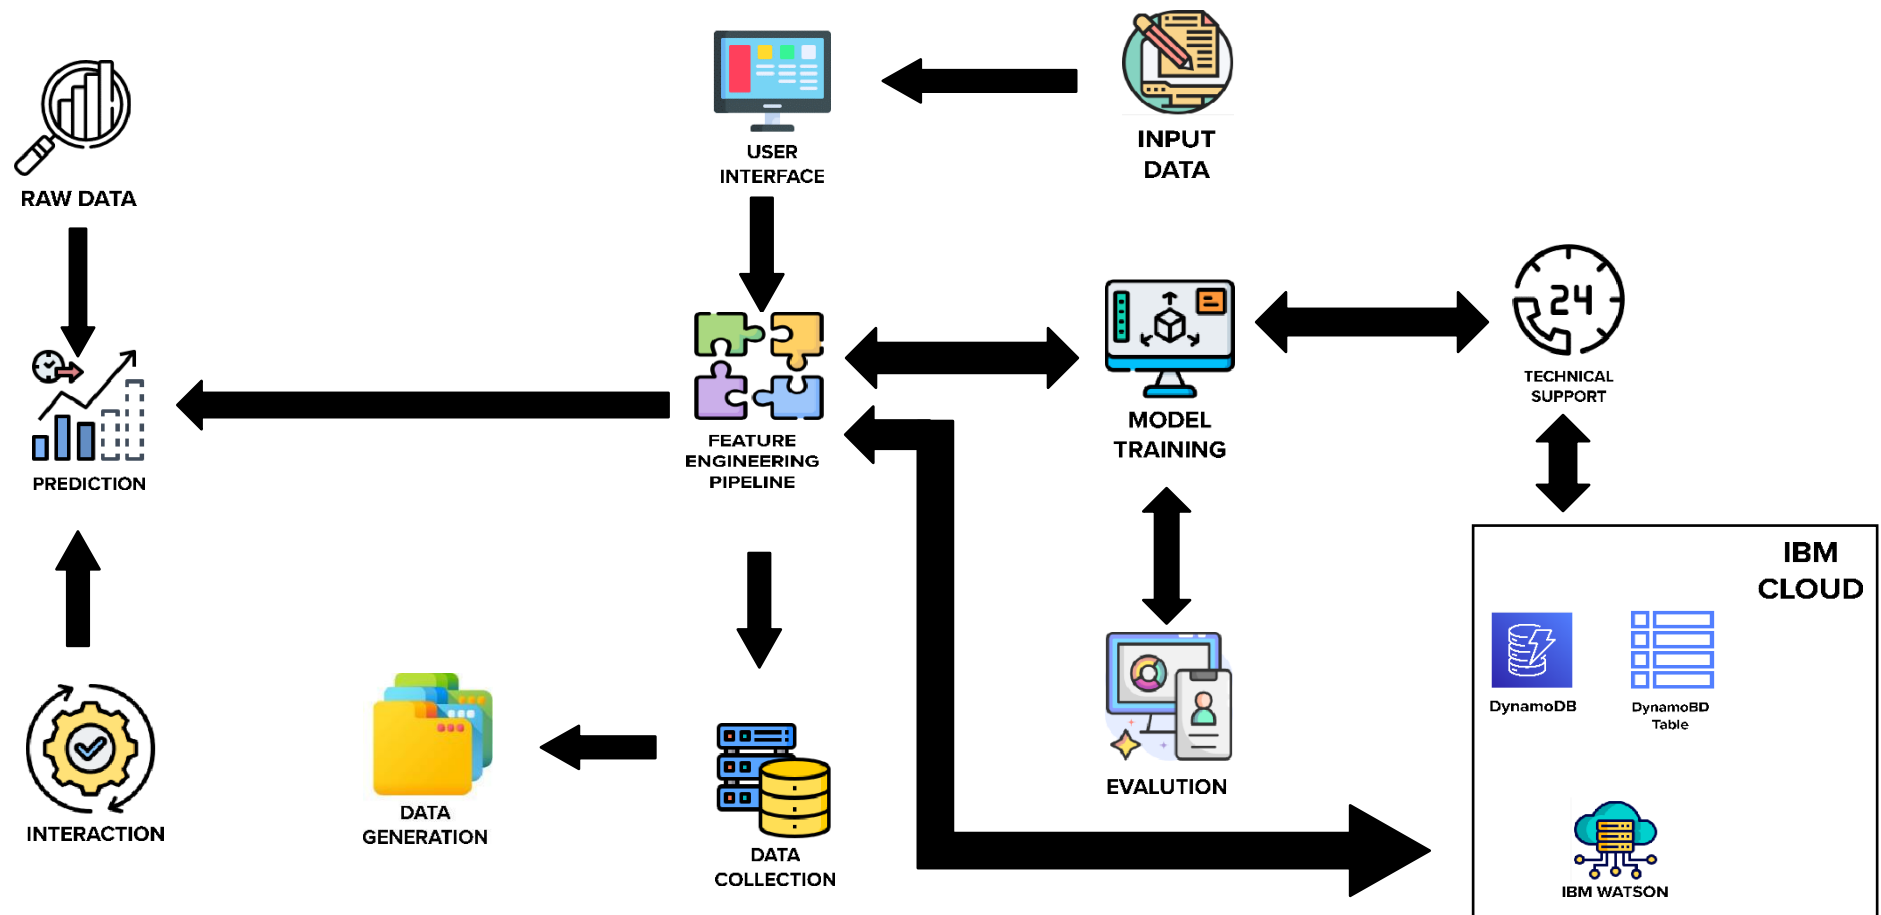 INPUT
DATA
USER
INTERFACE
RAW DATA
24
TECHNICAL
SUPPORT
MODEL
TRAINING
FEATURE
ENGINEERING
PIPELINE
PREDICTION
IBM
CLOUD
DynamoDB
DynamoBD
Table
EVALUTION
DATA
GENERATION
INTERACTION
DATA
COLLECTION
IBM WATSON